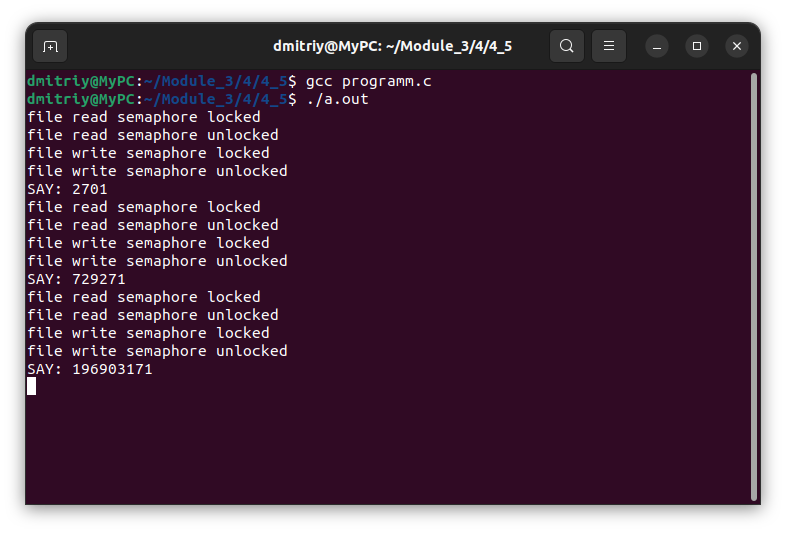 dmitriy@MyPC: ~/Module_3/4/4_5
dmitriy@MyPC:~/Module_3/4/4_5$ gcc programm.c
dmitriy@MyPC:~/Module_3/4/4_5$ ./a.out
file read semaphore locked
file read semaphore unlocked
file write semaphore locked
file write semaphore unlocked
SAY: 2701
file read semaphore locked
file read semaphore unlocked
file write semaphore locked
file write semaphore unlocked
SAY: 729271
file read semaphore locked
file read semaphore unlocked
file write semaphore locked
file write semaphore unlocked
SAY: 196903171